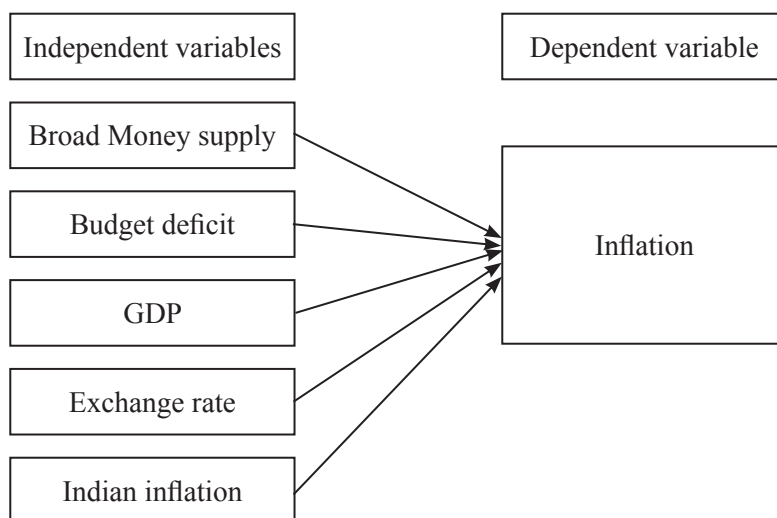 Independent variables
Dependent variable
Broad Money supply
Budget deficit
GDP
Exchange rate
Indian inflation
Inflation